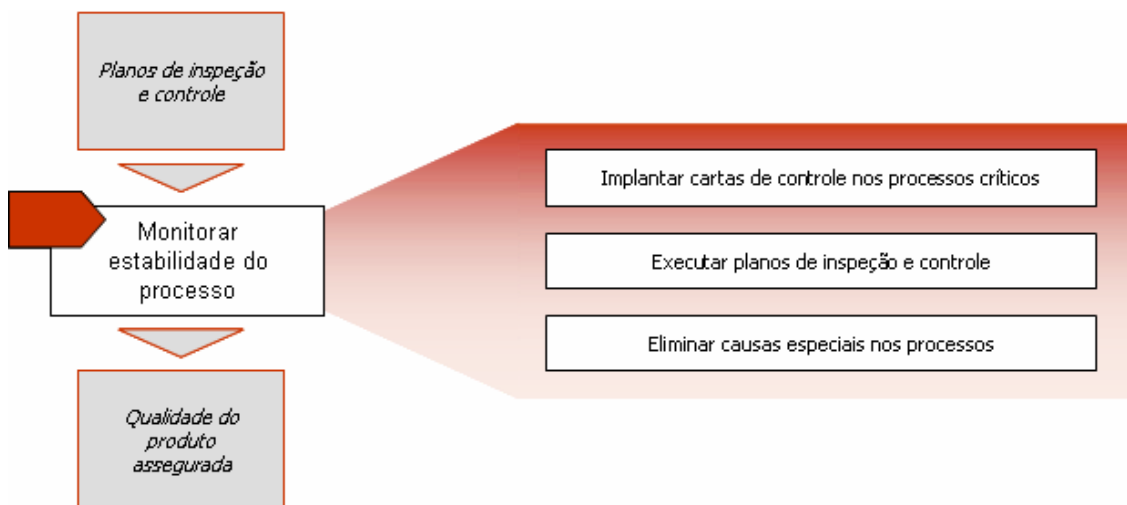 Planos de inspeção
e controle
Monitorar
estabilidade do
processo
Qualidade do
produto
assegurada
Implantar cartas de controle nos processos críticos
Executar planos de inspeção e controle
Eliminar causas especiais nos processos